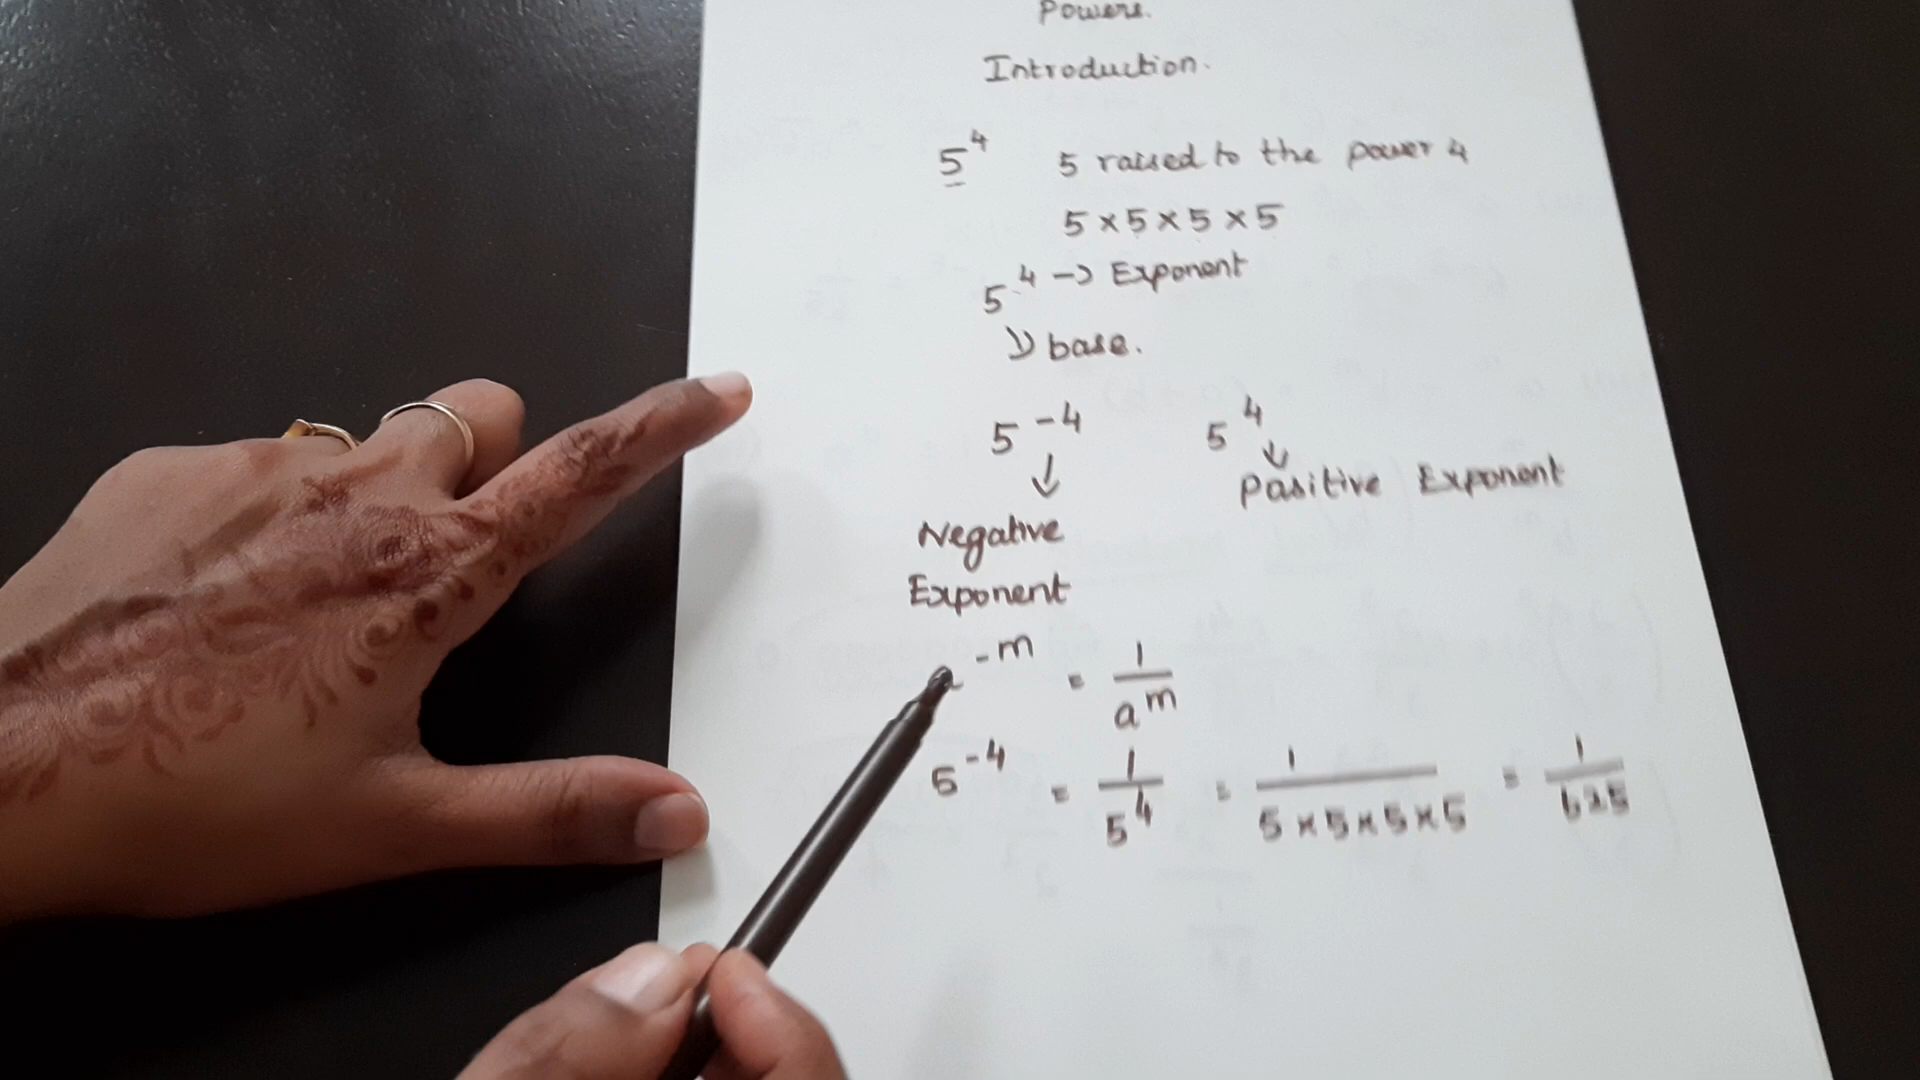 Powers.
Introduction.
5⁴ 5 raised to the power 4
5 × 5 × 5 × 5
5⁴ → Exponent
base.
5⁻⁴ 5⁴
↓ ↓
Positive Exponent
Negative
Exponent
⁻ᵐ = 1/aᵐ
5⁻⁴ = 1/5⁴ = 1/5×5×5×5 = 1/625